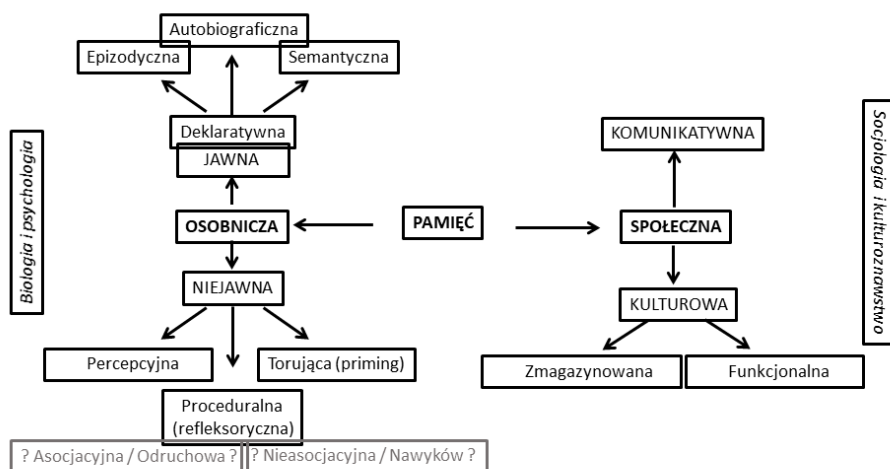 Autobiograficzna
Epizodyczna
Semantyczna
Deklaratywna
JAWNA
KOMUNIKATYWNA
Biologia i psychologia
Socjologia i kulturoznawstwo
OSOBNICZA
PAMIĘĆ
SPOŁECZNA
NIEJAWNA
KULTUROWA
Percepcyjna
Torująca (priming)
Zmagazynowana
Funkcjonalna
Proceduralna
(refleksoryczna)
? Asocjacyjna / Odruchowa ?
? Nieasocjacyjna / Nawyków ?